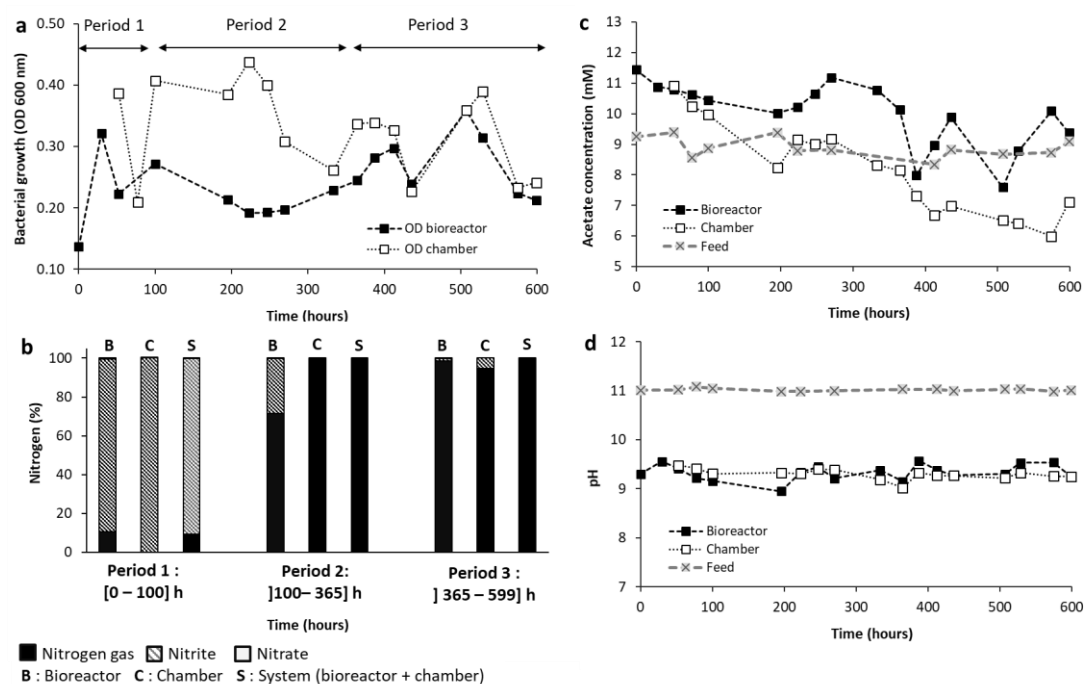 a
Period 1
Period 2
Period 3
Bacterial growth (OD 600 nm)
0.50
0.40
0.30
0.20
0.10
OD bioreactor
OD chamber
0 100 200 300 400 500 600
Time (hours)
b
B C S B C S B C S
Nitrogen (%)
100
80
60
40
20
0
Period 1 : Period 2: Period 3 :
[0 – 100] h ]100– 365] h ] 365 – 599] h
Time (hours)
Nitrogen gas Nitrite Nitrate
B : Bioreactor C : Chamber S : System (bioreactor + chamber)
c
Acetate concentration (mM)
13
12
11
10
9
8
7
6
5
Bioreactor
Chamber
Feed
0 100 200 300 400 500 600
Time (hours)
d
pH
12
11
10
9
8
7
Bioreactor
Chamber
Feed
0 100 200 300 400 500 600
Time (hours)